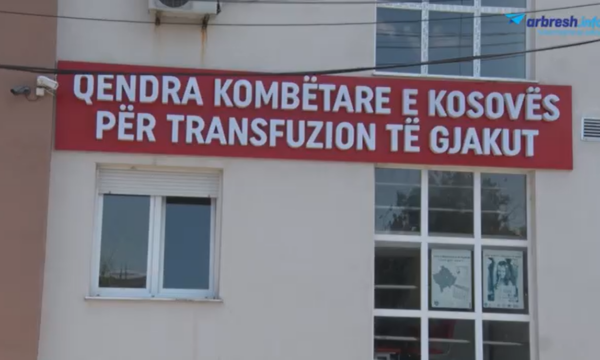 arbresh.info
QENDRA KOMBËTARE E KOSOVËS
PËR TRANSFUZION TË GJAKUT